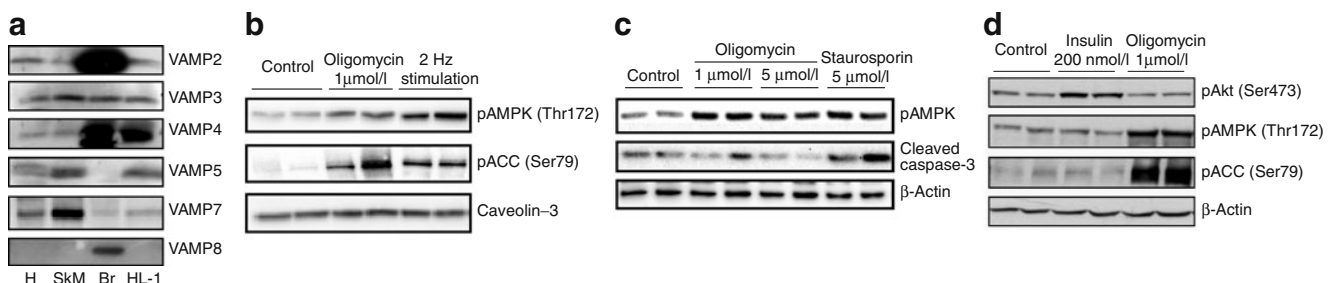 a
VAMP2
VAMP3
VAMP4
VAMP5
VAMP7
VAMP8
H SkM Br HL-1
b
Control
Oligomycin
1μmol/l
2 Hz
stimulation
pAMPK (Thr172)
pACC (Ser79)
Caveolin–3
c
Oligomycin
Control
1 μmol/l
5 μmol/l
Staurosporin
5 μmol/l
pAMPK
Cleaved
caspase-3
β-Actin
d
Control
Insulin
200 nmol/l
Oligomycin
1μmol/l
pAkt (Ser473)
pAMPK (Thr172)
pACC (Ser79)
β-Actin